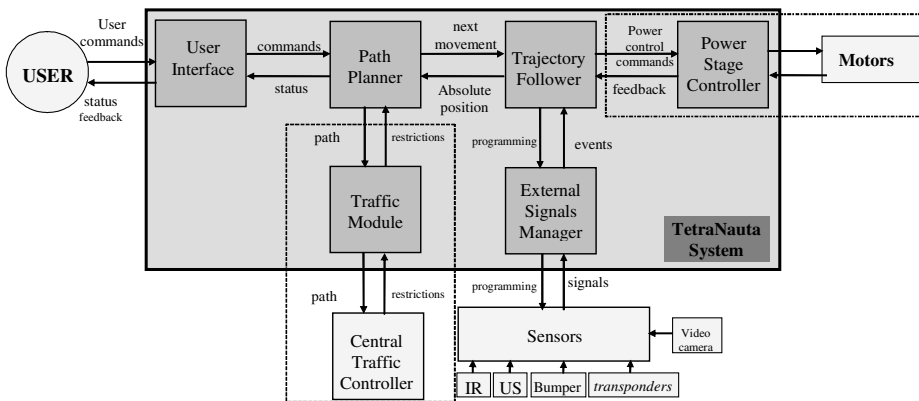 User
commands
USER
status
feedback
User
Interface
commands
status
Path
Planner
next
movement
Absolute
position
Trajectory
Follower
Power
control
commands
feedback
Power
Stage
Controller
Motors
path
restrictions
programming
events
Traffic
Module
External
Signals
Manager
TetraNauta
System
path
restrictions
programming
signals
Central
Traffic
Controller
Sensors
Video
camera
IR
US
Bumper
transponders